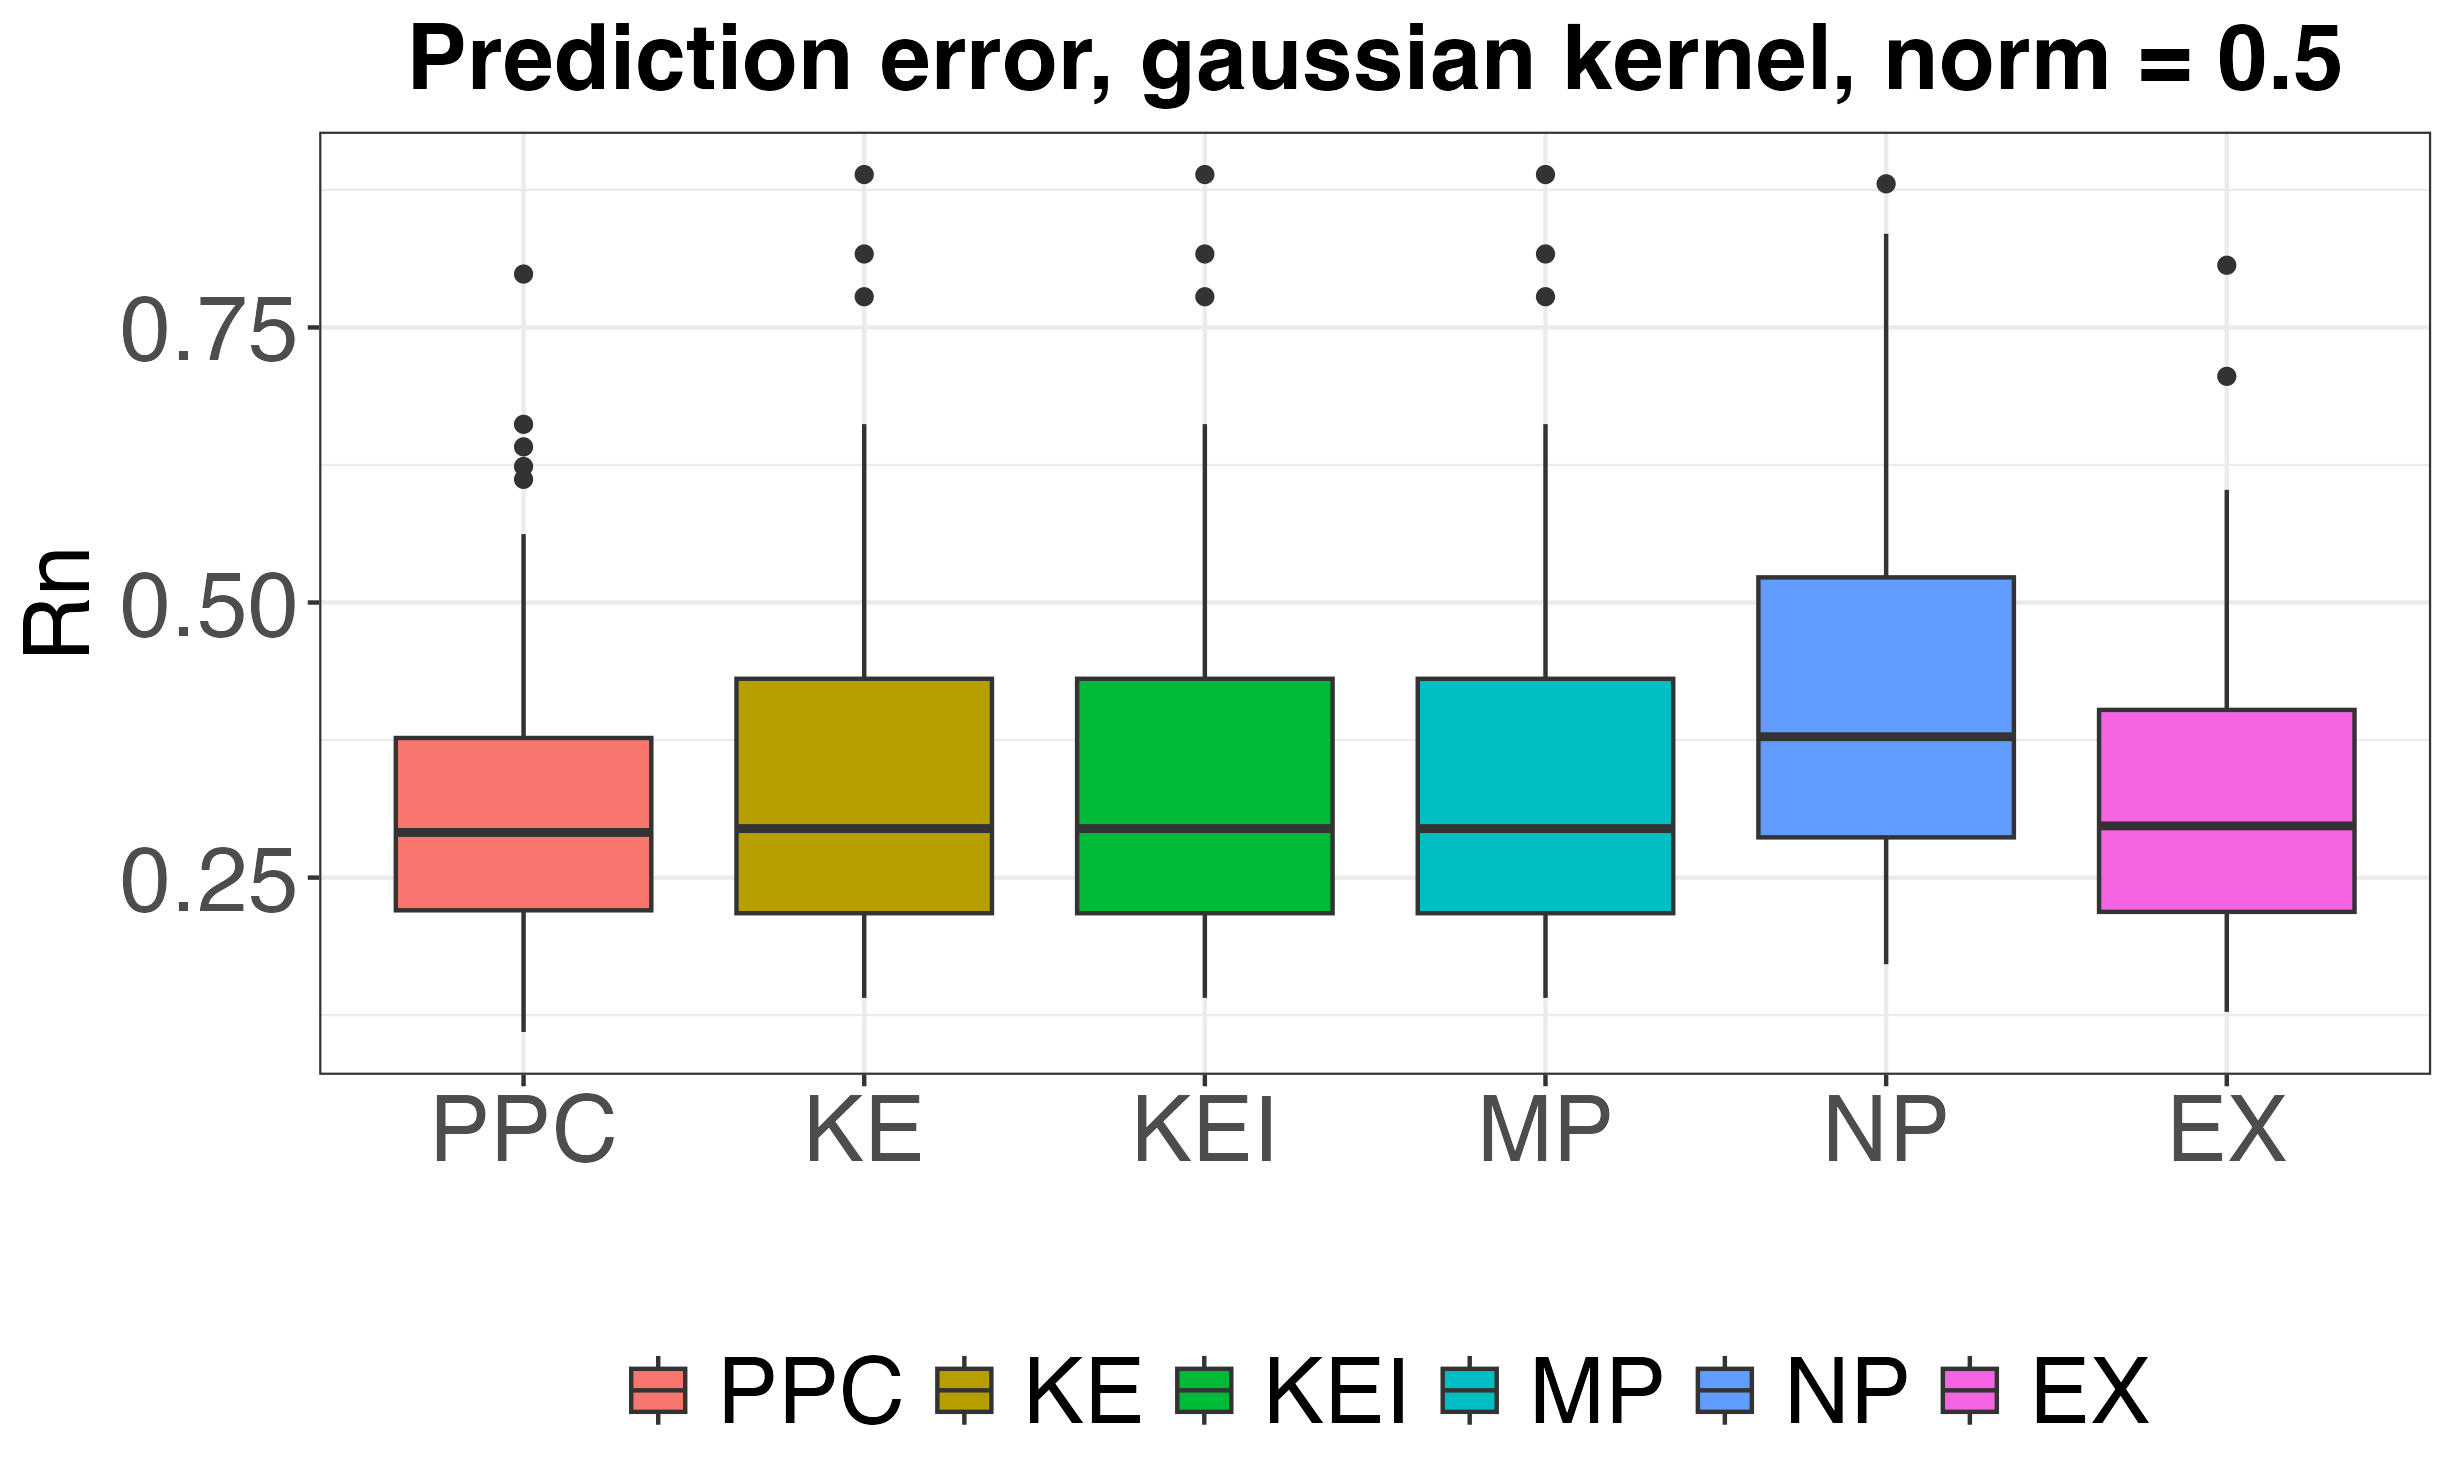 Prediction error, gaussian kernel, norm = 0.5
Rn
0.75
0.50
0.25
PPC KE KEI MP NP EX
PPC KE KEI MP NP EX